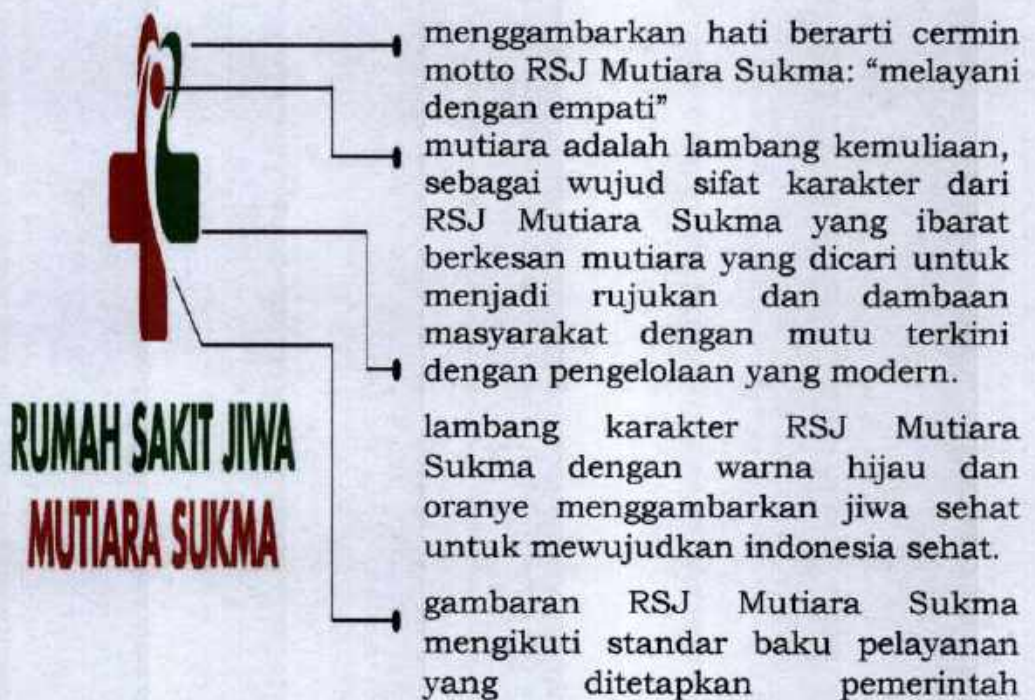 menggambarkan hati berarti cermin
motto RSJ Mutiara Sukma: “melayani
dengan empati”
mutiara adalah lambang kemuliaan,
sebagai wujud sifat karakter dari
RSJ Mutiara Sukma yang ibarat
berkesan mutiara yang dicari untuk
menjadi rujukan dan dambaan
masyarakat dengan mutu terkini
dengan pengelolaan yang modern.
RUMAH SAKIT JIWA
MUTIARA SUKMA
lambang karakter RSJ Mutiara
Sukma dengan warna hijau dan
oranye menggambarkan jiwa sehat
untuk mewujudkan indonesia sehat.
gambaran RSJ Mutiara Sukma
mengikuti standar baku pelayanan
yang ditetapkan pemerintah